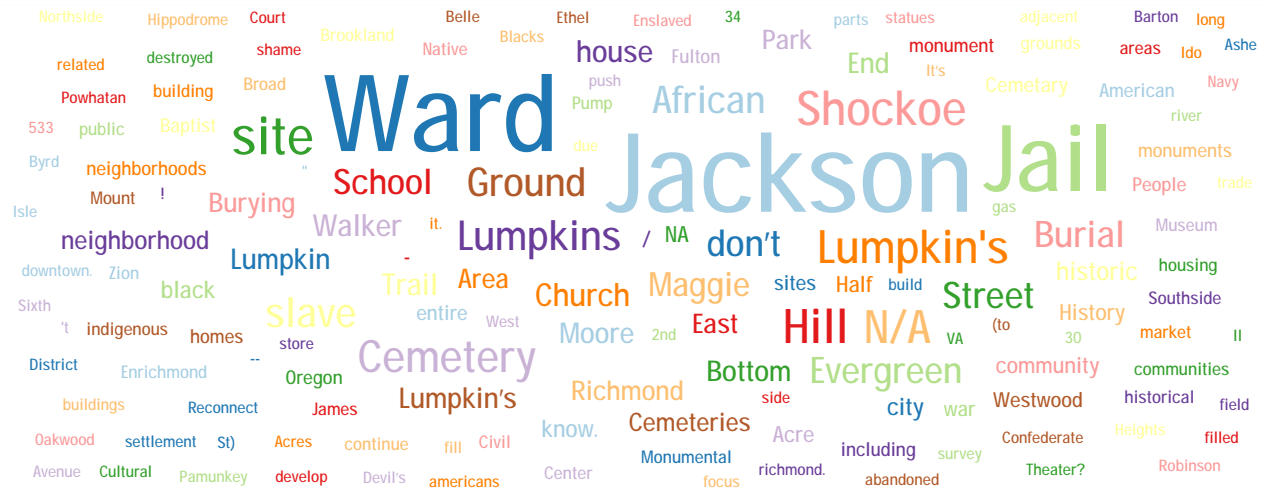 Northside Hippodrome Court Belle Ethel Enslaved 34 parts statues adjacent Barton long
related destroyed shame Brookland Native Blacks house Fulton Park End monument grounds areas Ido Ashe
Powhatan building Broad push It's Cemetary American Navy
533 public Baptist site Ward Pump African Shockoe river
Byrd neighborhoods " due Jackson Jail monuments
Isle Mount ! School Ground gas People trade
Burying Walker it. Lumpkins / NA don't Lumpkin's Burial Museum
neighborhood Lumpkin - housing
downtown. Zion black Trail Area Church Maggie sites Half build Street historic Southside
Sixth 't indigenous homes slave entire West Moore 2nd East Hill N/A VA (to History 30 market II
District Enrichmond -- store Oregon Cemetery Bottom Evergreen community communities
buildings Reconnect James Lumpkin's Richmond side city war Westwood historical field
Oakwood settlement St) Acres continue fill Civil know. Cemeteries Acre including survey Confederate Heights filled
Avenue Cultural Pamunkey develop Devil's americans Center Monumental focus richmond. abandoned Theater? Robinson